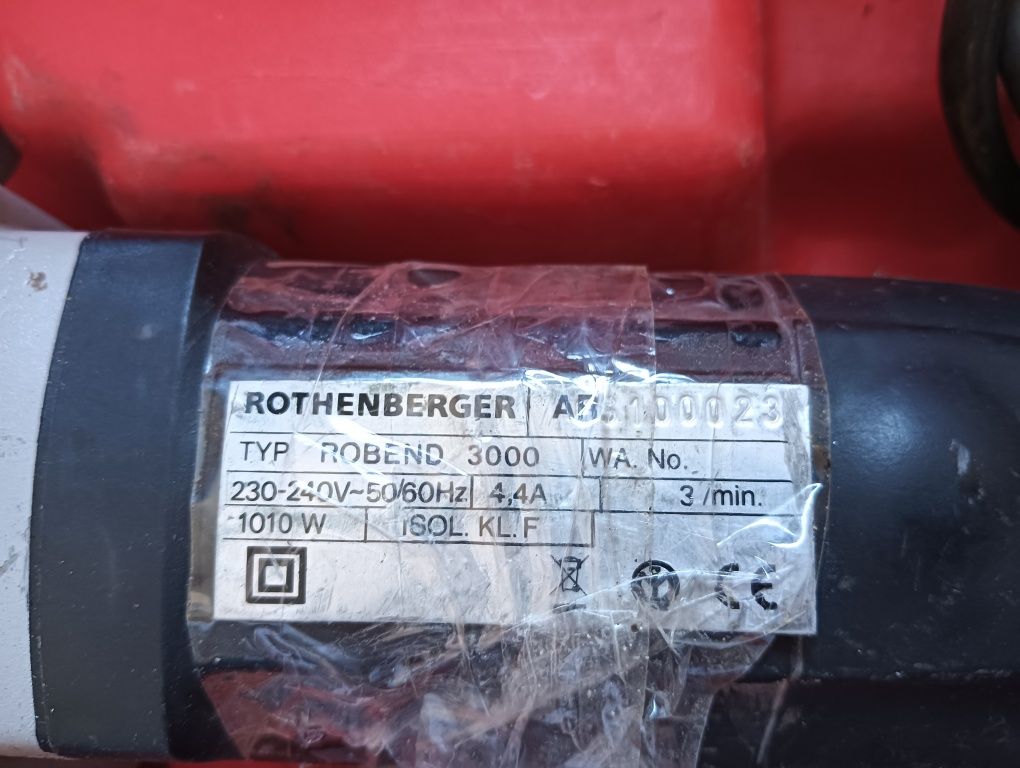 ROTHENBERGER
TYP ROBEND 3000 WA. No.
230-240V~50/60Hz 4,4A 3 /min.
1010 W ISOL. KL. F
CE